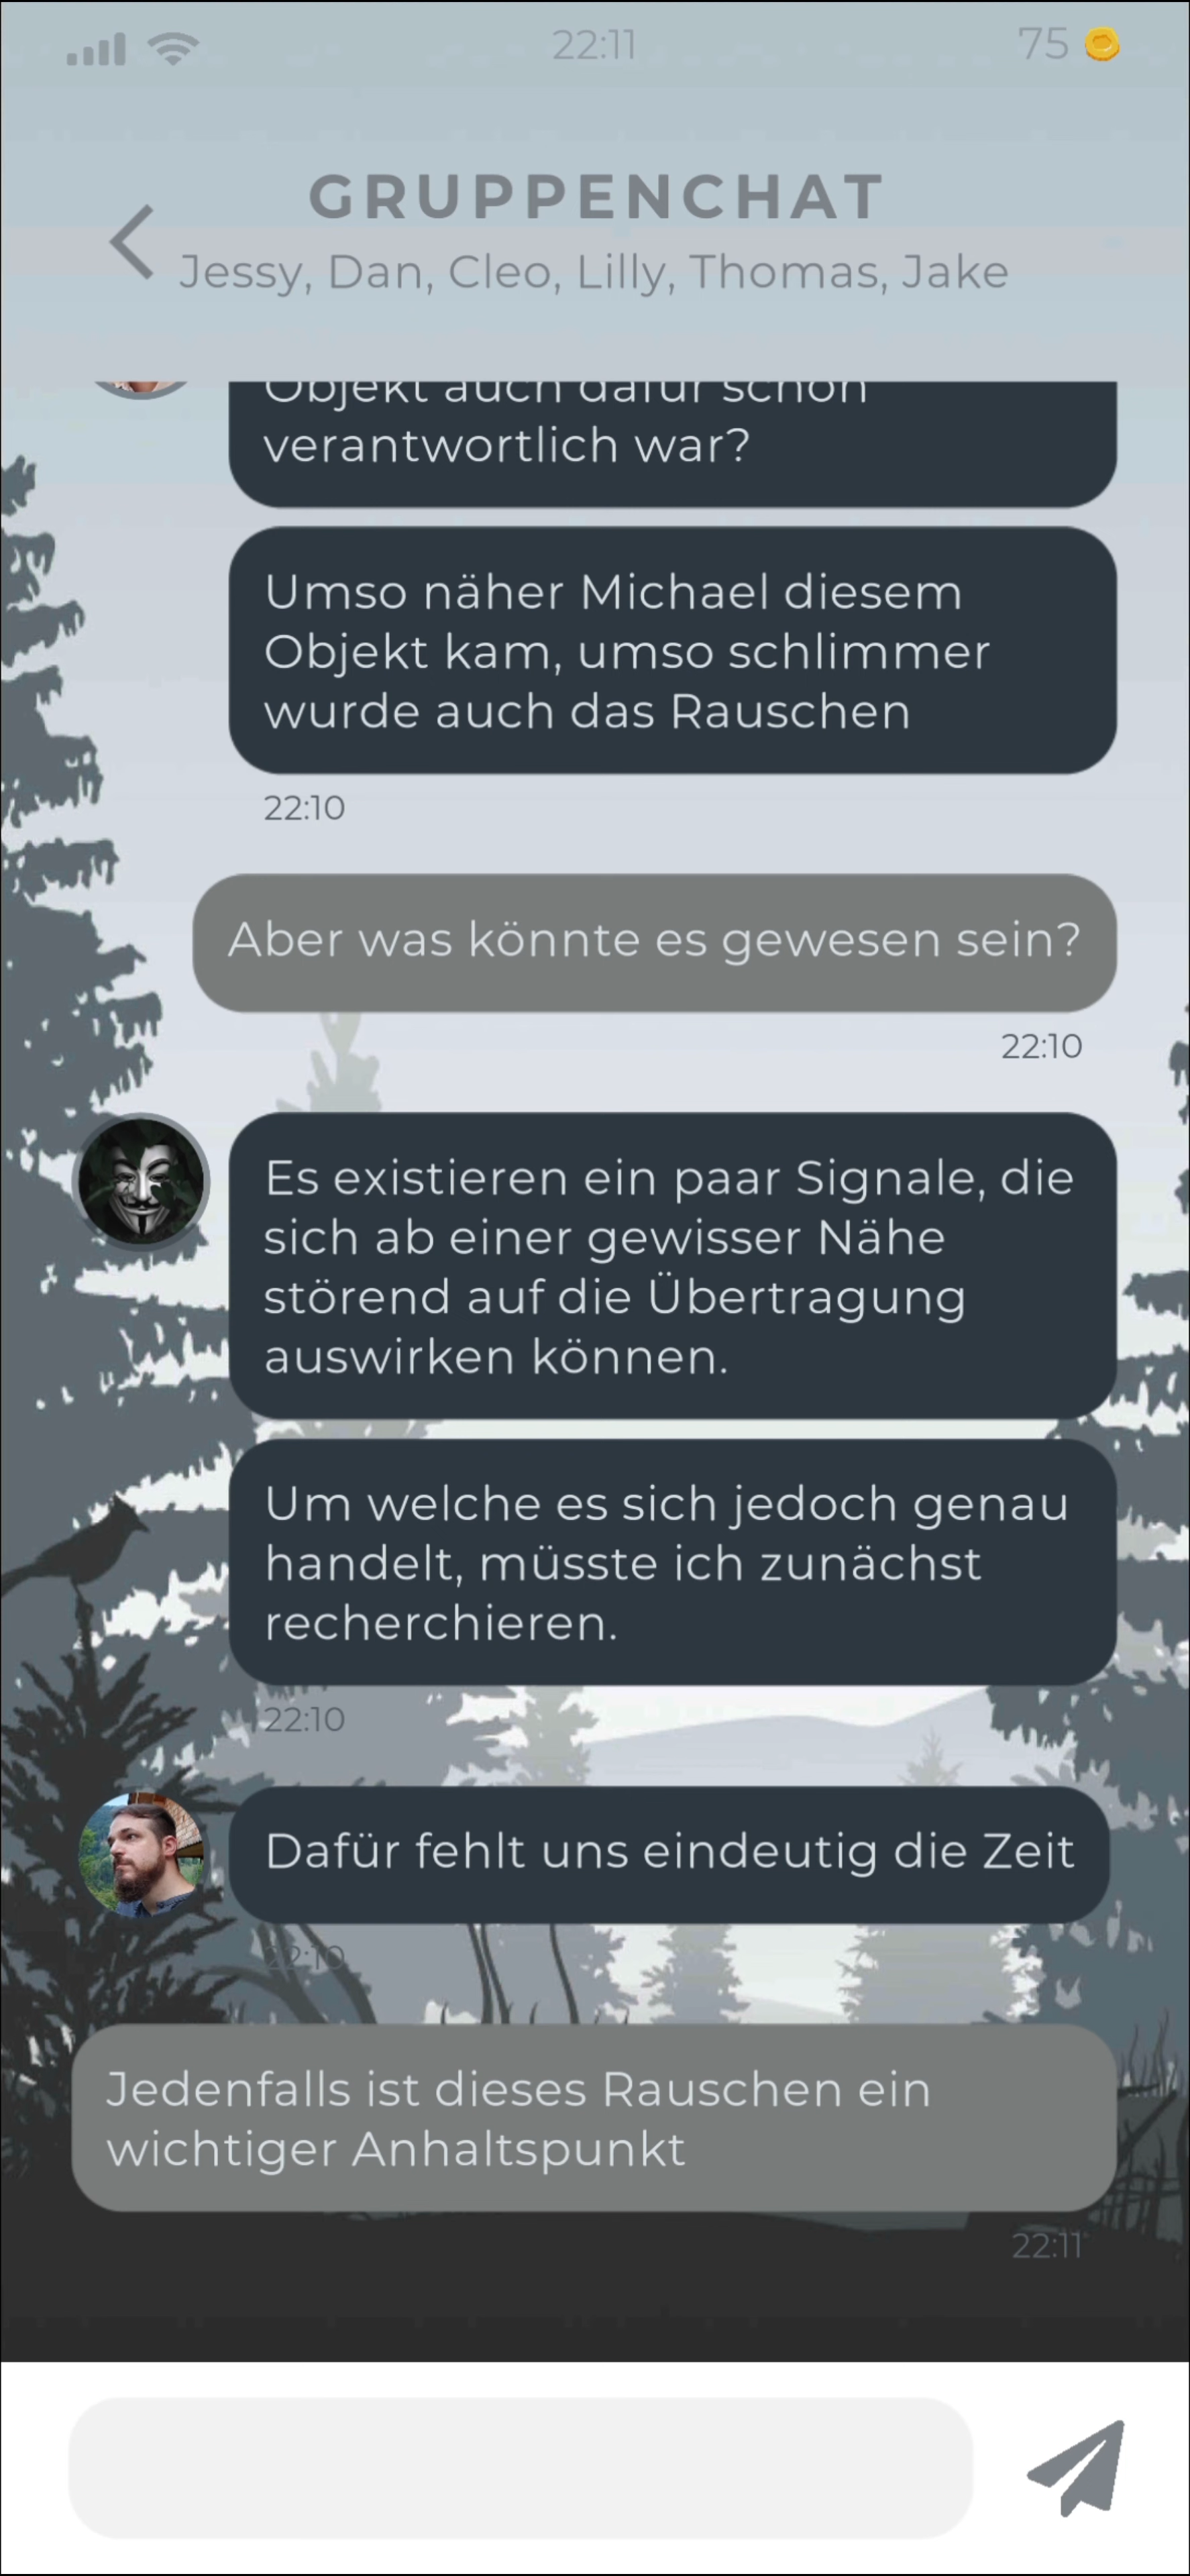 22:11
75
GRUPPENCHAT
Jessy, Dan, Cleo, Lilly, Thomas, Jake
Objekt auch dafür schon
verantwortlich war?
Umso näher Michael diesem
Objekt kam, umso schlimmer
wurde auch das Rauschen
22:10
Aber was könnte es gewesen sein?
22:10
Es existieren ein paar Signale, die
sich ab einer gewisser Nähe
störend auf die Übertragung
auswirken können.
Um welche es sich jedoch genau
handelt, müsste ich zunächst
recherchieren.
22:10
Dafür fehlt uns eindeutig die Zeit
22:10
Jedenfalls ist dieses Rauschen ein
wichtiger Anhaltspunkt
22:11